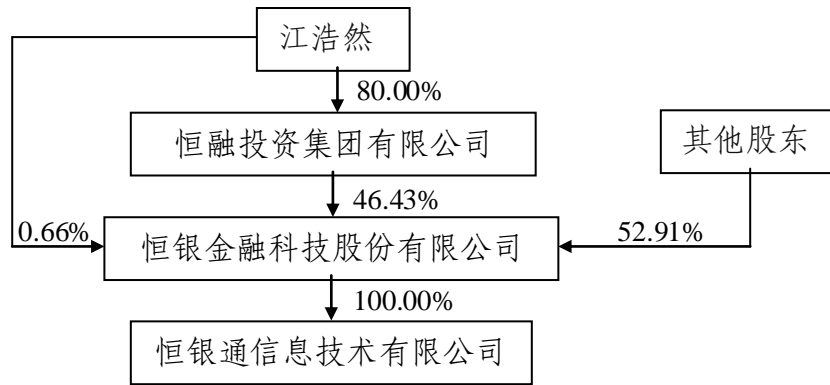 江浩然
80.00%
恒融投资集团有限公司
其他股东
46.43%
0.66%
恒银金融科技股份有限公司
52.91%
100.00%
恒银通信息技术有限公司